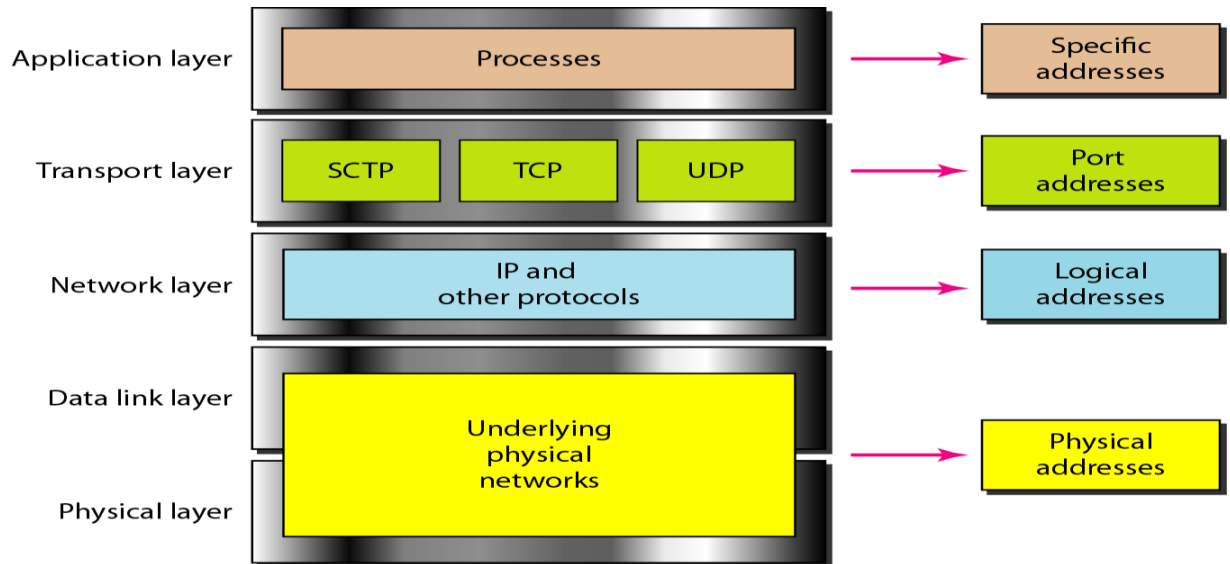 Application layer
Processes
Specific
addresses
Transport layer
SCTP
TCP
UDP
Port
addresses
Network layer
IP and
other protocols
Logical
addresses
Data link layer
Underlying
physical
networks
Physical
addresses
Physical layer